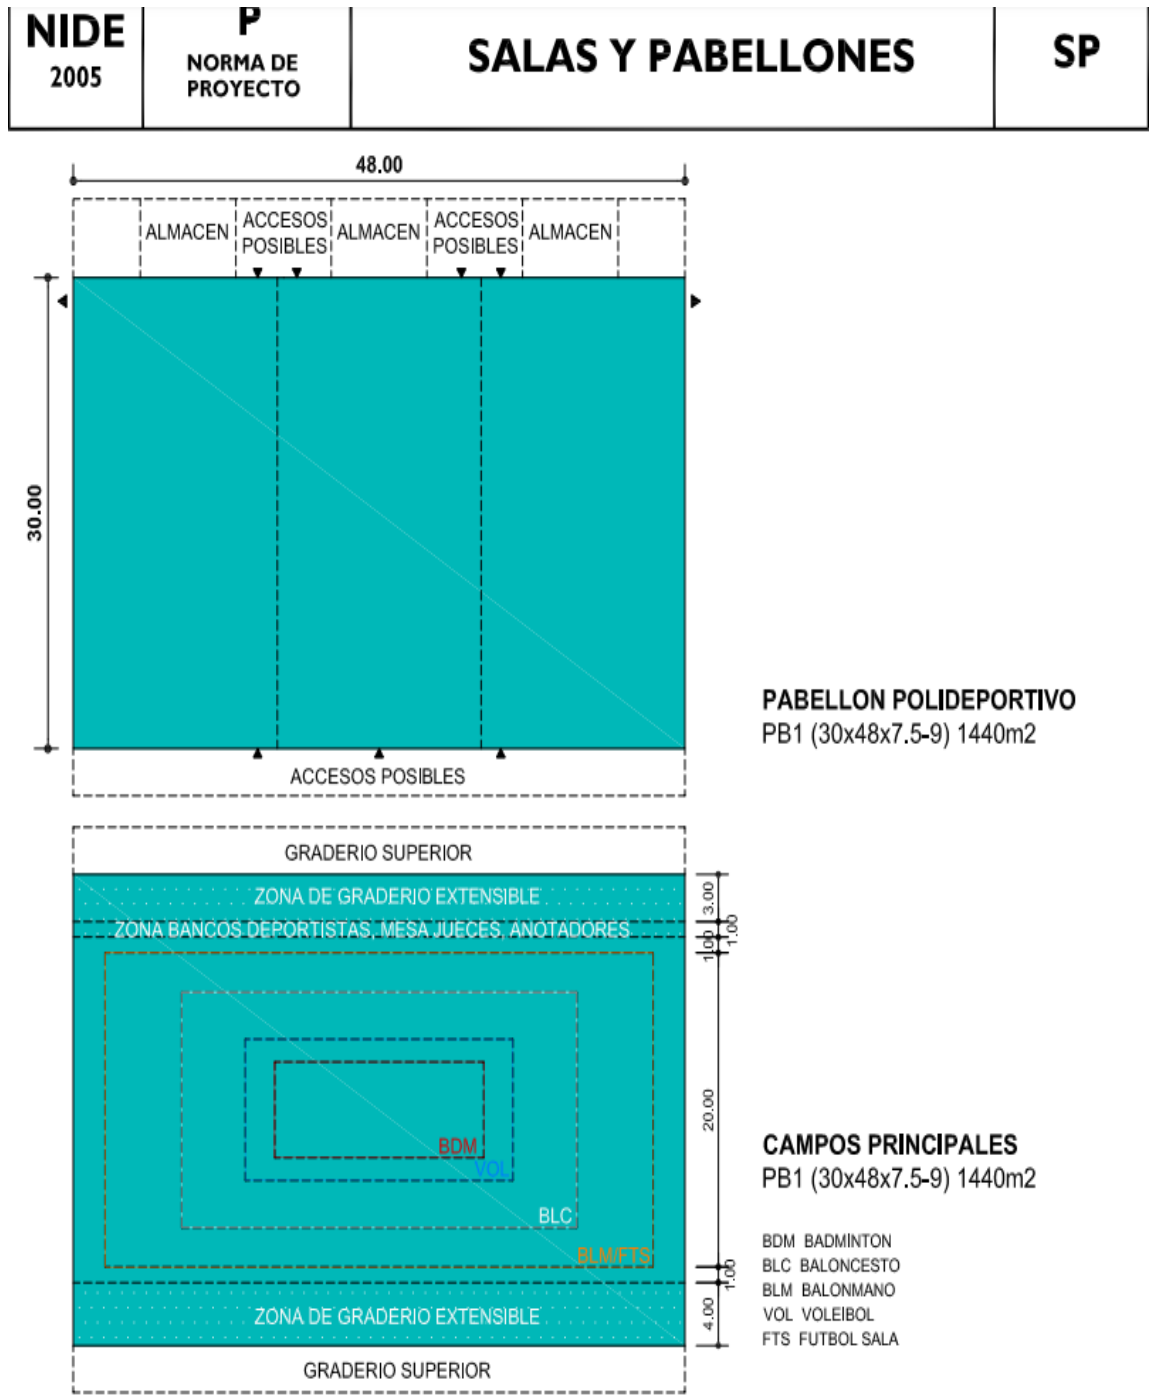 NIDE
2005
P
NORMA DE
PROYECTO
SALAS Y PABELLONES
SP
48.00
ALMACEN
ACCESOS
POSIBLES
ALMACEN
ACCESOS
POSIBLES
ALMACEN
30.00
PABELLON POLIDEPORTIVO
PB1 (30x48x7.5-9) 1440m2
ACCESOS POSIBLES
GRADERIO SUPERIOR
ZONA DE GRADERIO EXTENSIBLE
3.00
ZONA BANCOS DEPORTISTAS, MESA JUECES, ANOTADORES
1.00
1.00
20.00
BDM
VOL
BLC
BLM/FTS
1.00
ZONA DE GRADERIO EXTENSIBLE
4.00
GRADERIO SUPERIOR
CAMPOS PRINCIPALES
PB1 (30x48x7.5-9) 1440m2
BDM BADMINTON
BLC BALONCESTO
BLM BALONMANO
VOL VOLEIBOL
FTS FUTBOL SALA